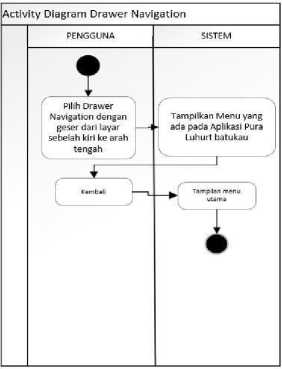 Activity Diagram Drawer Navigation
PENGGUNA
SISTEM
Pilih Drawer
Navigation dengan
geser dari layar
sebelah kiri ke arah
tengah
Tampilkan Menu yang
ada pada Aplikasi Pura
Luhurt batukau
Kembali
Tampilan menu
utama